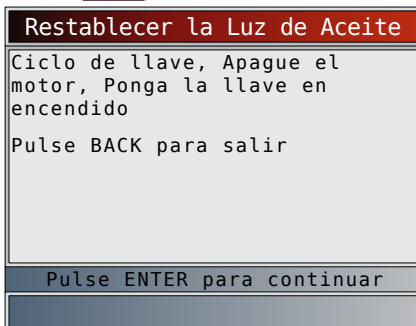 Restablecer la Luz de Aceite
Ciclo de llave, Apague el
motor, Ponga la llave en
encendido
Pulse BACK para salir
Pulse ENTER para continuar